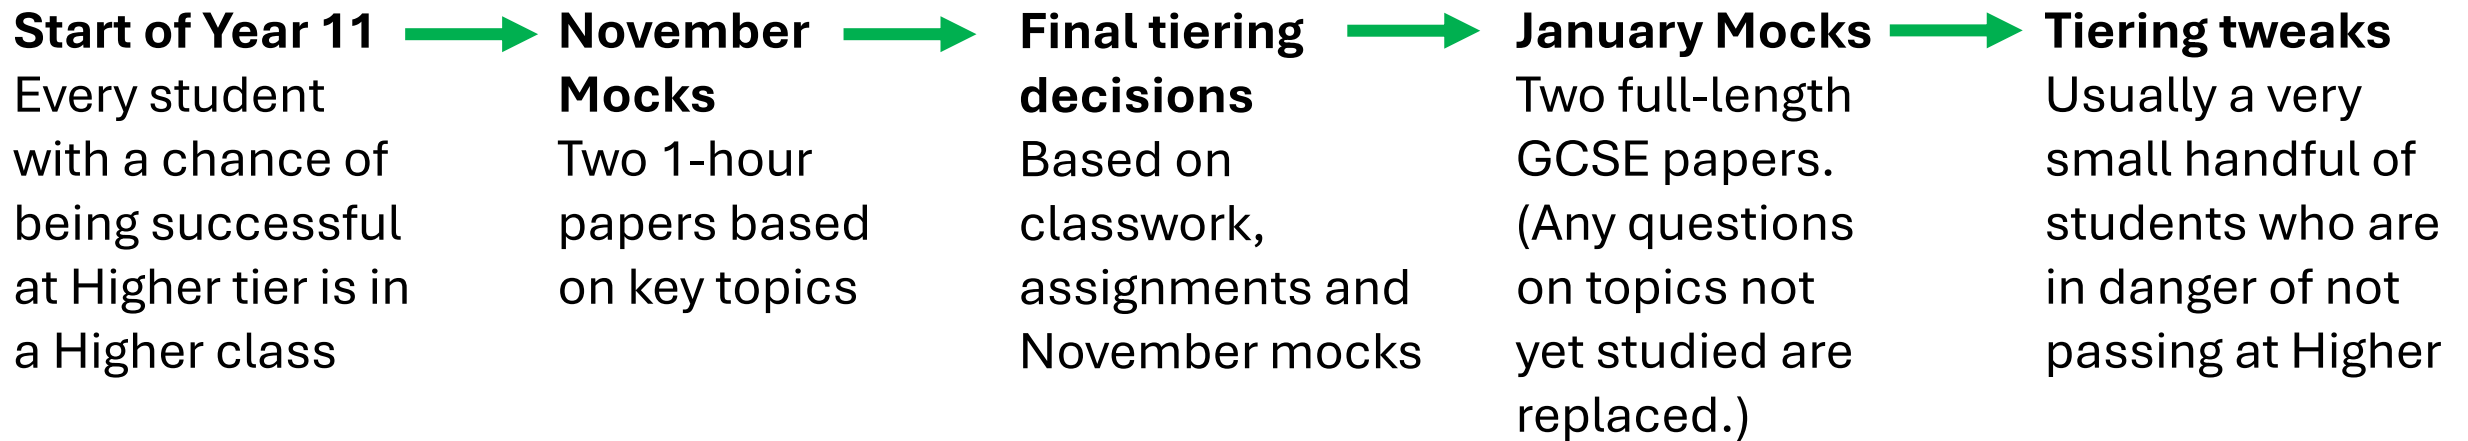 Start of Year 11
Every student
with a chance of
being successful
at Higher tier is in
a Higher class
November
Mocks
Two 1-hour
papers based
on key topics
Final tiering
decisions
Based on
classwork,
assignments and
November mocks
January Mocks
Two full-length
GCSE papers.
(Any questions
on topics not
yet studied are
replaced.)
Tiering tweaks
Usually a very
small handful of
students who are
in danger of not
passing at Higher